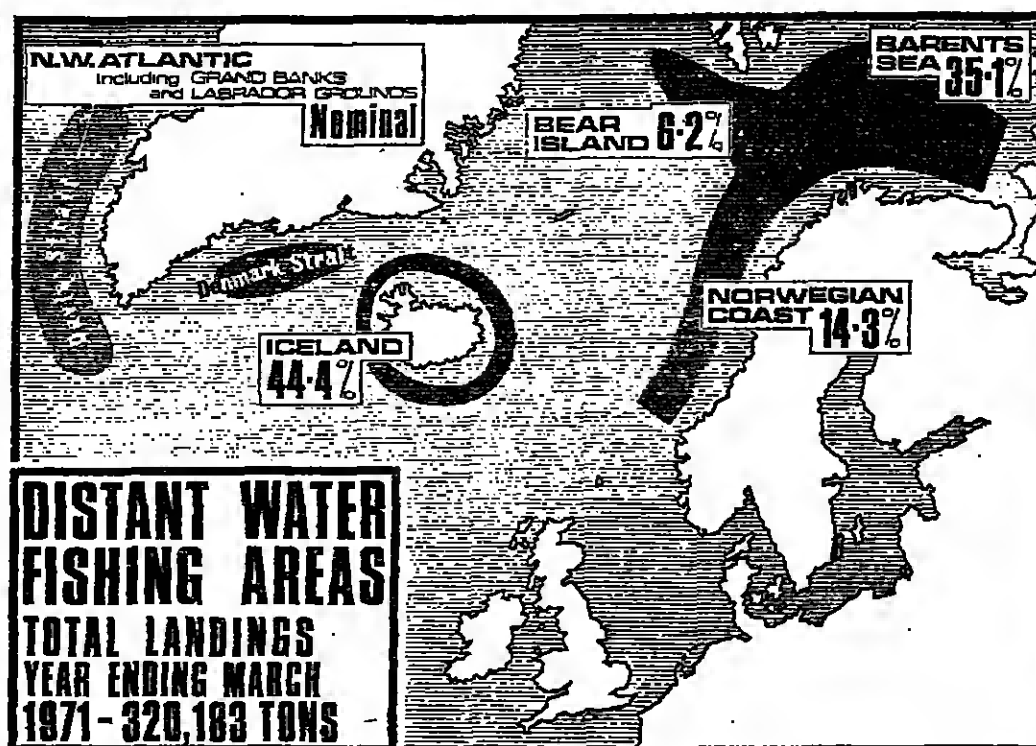 N.W. ATLANTIC
Including GRAND BANKS
and LABRADOR GROUNDS
Nominal
BARENTS
SEA 35·1%
BEAR
ISLAND 6·2%
DAVIS STRAIT
Denmark Strait
NORWEGIAN
COAST 14·3%
ICELAND
44·4%
DISTANT WATER
FISHING AREAS
TOTAL LANDINGS
YEAR ENDING MARCH
1971 - 320,183 TONS